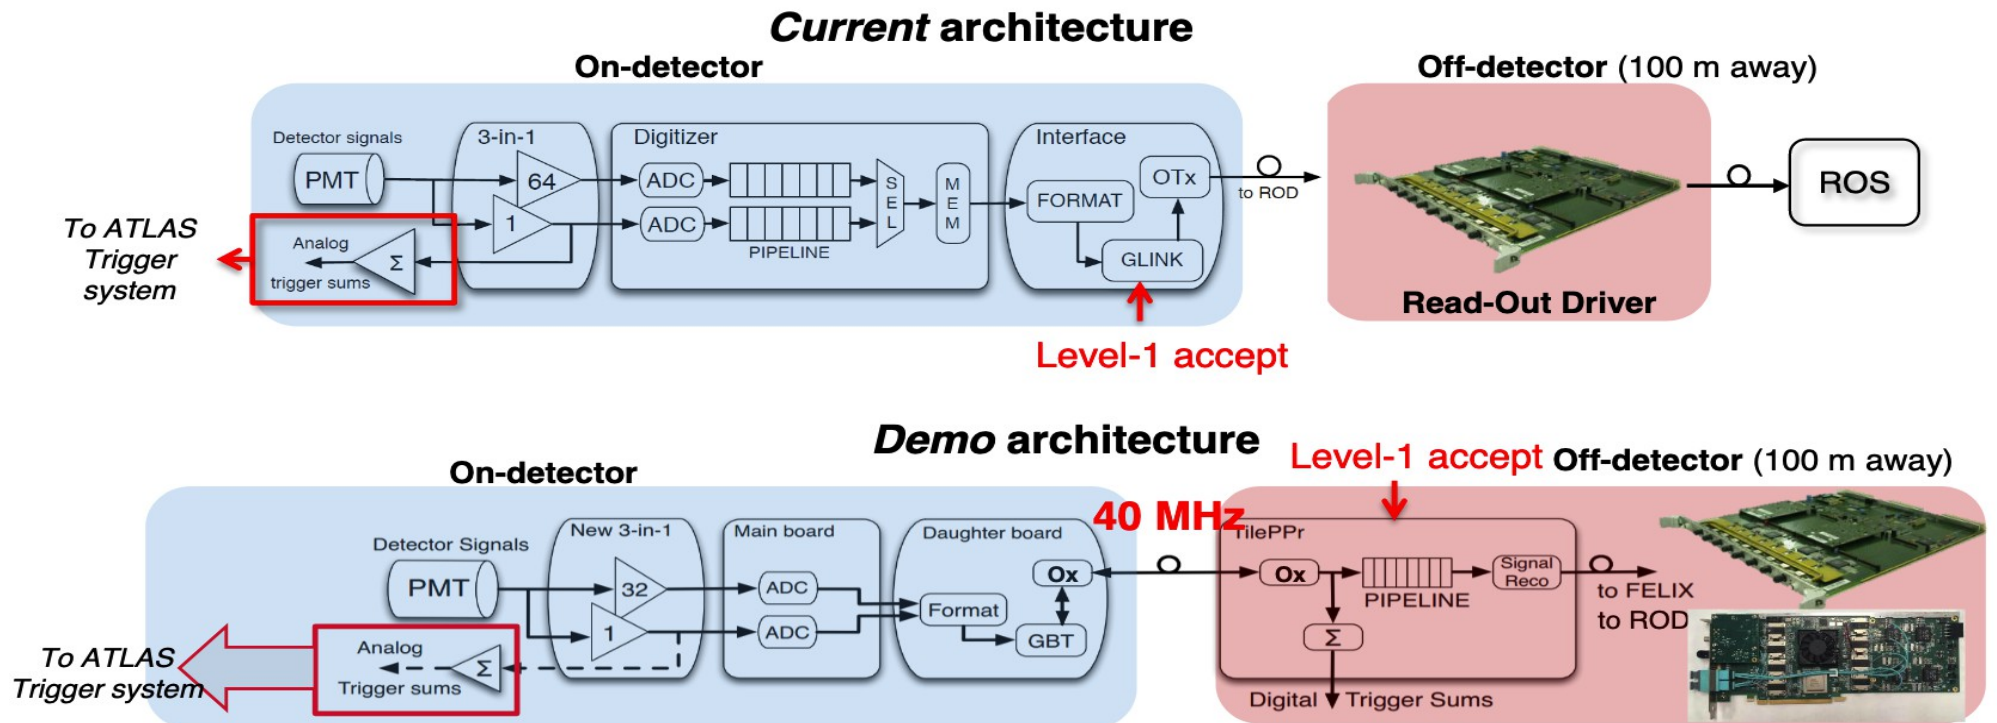 Current architecture
On-detector
Off-detector (100 m away)
Detector signals
3-in-1
Digitizer
Interface
PMT
64
1
ADC
ADC
PIPELINE
SEL
MEM
FORMAT
OTx
GLINK
to ROD
ROS
To ATLAS
Trigger
system
Analog
trigger sums
Σ
Read-Out Driver
Level-1 accept
Demo architecture
On-detector
Level-1 accept
Off-detector (100 m away)
40 MHz
Detector Signals
New 3-in-1
Main board
Daughter board
TilePPr
PMT
32
1
ADC
ADC
Format
Ox
GBT
Ox
PIPELINE
Signal
Reco
to FELIX
to ROD
Σ
To ATLAS
Trigger system
Analog
Trigger sums
Σ
Digital Trigger Sums